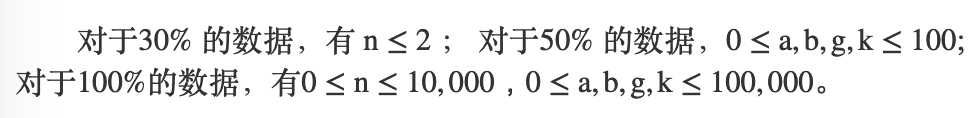 对于30% 的数据，有 n ≤ 2 ； 对于50% 的数据，0 ≤ a, b, g, k ≤ 100;
对于100%的数据，有0 ≤ n ≤ 10, 000 ，0 ≤ a, b, g, k ≤ 100, 000。